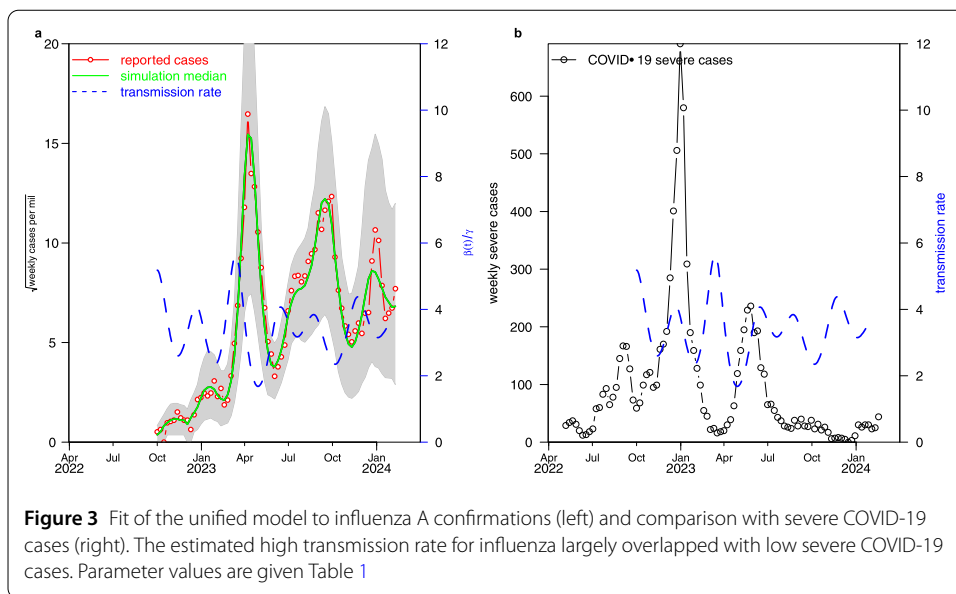 a
20
15
10
5
0
√weekly cases per mil
reported cases
simulation median
transmission rate
12
10
8
6
4
2
0
β(t)/γ
Apr Jul Oct Jan Apr Jul Oct Jan
2022 2023 2024
b
COVID• 19 severe cases
600
500
400
300
200
100
0
weekly severe cases
12
10
8
6
4
2
0
transmission rate
Apr Jul Oct Jan Apr Jul Oct Jan
2022 2023 2024
Figure 3 Fit of the unified model to influenza A confirmations (left) and comparison with severe COVID-19
cases (right). The estimated high transmission rate for influenza largely overlapped with low severe COVID-19
cases. Parameter values are given Table 1